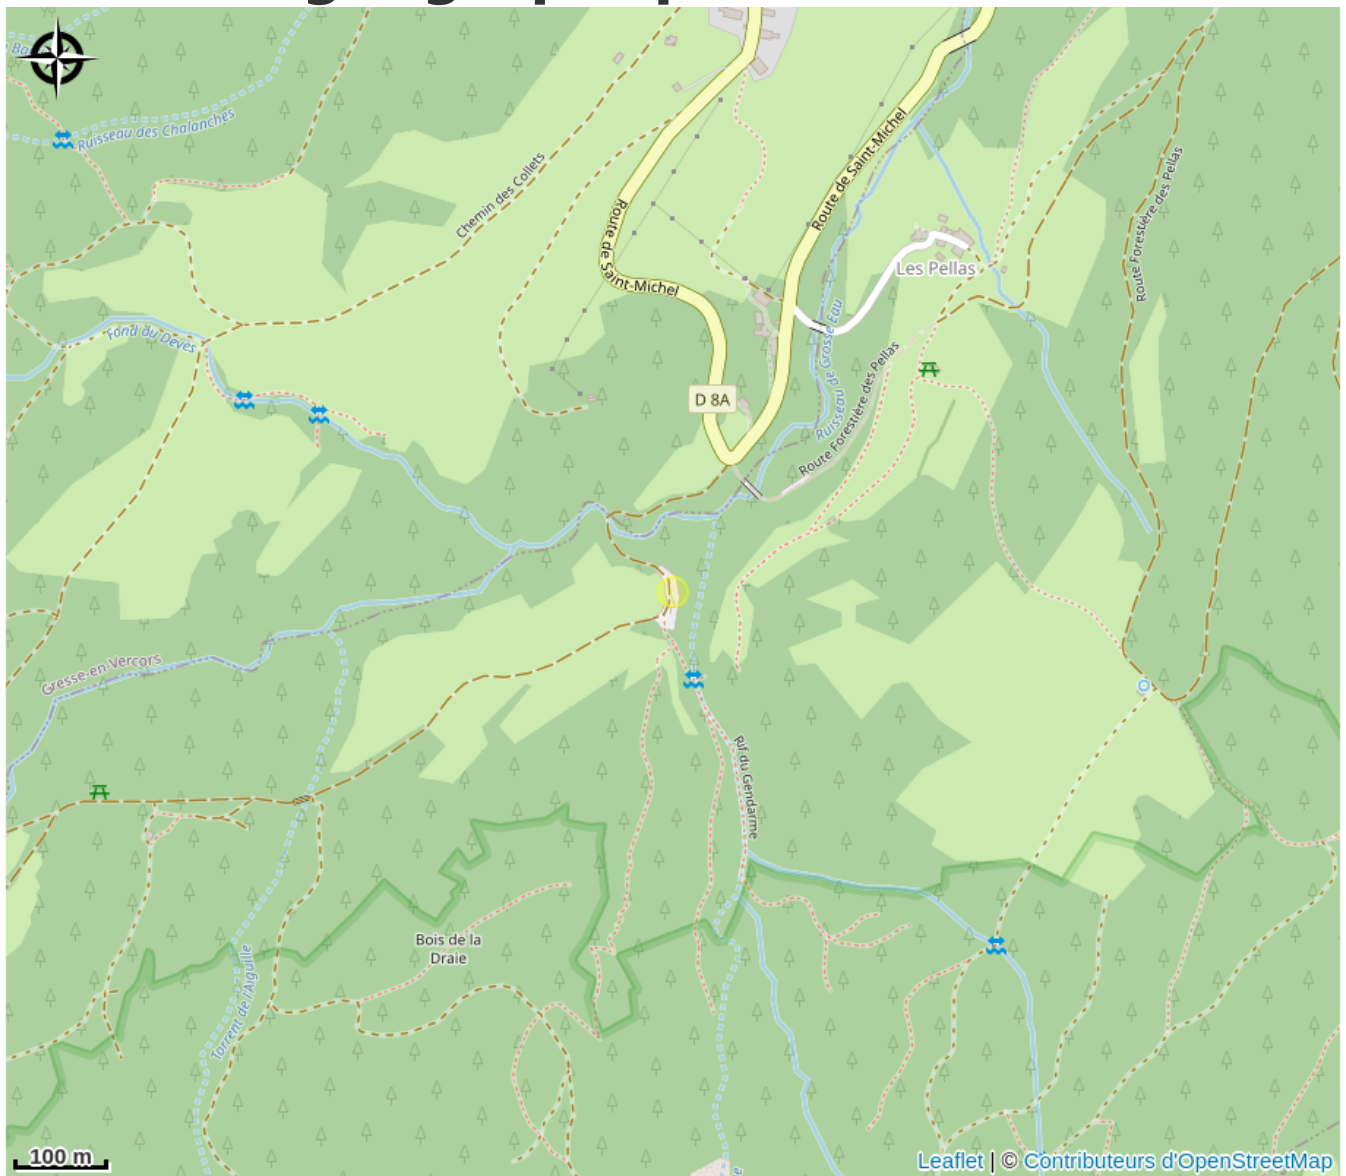 Ruisseau des Chalanches
Chemin des Collets
Route de Saint-Michel
Route de Saint-Michel
Route Forestière des Pellas
Les Pellas
Fond du Devès
Ruisseau de Grosse Eau
Route Forestière des Pellas
D 8A
Gresse-en-Vercors
Rif du Gendarme
Bois de la
Draie
Torrent de l'Aiguille
100 m
Leaflet | © Contributeurs d'OpenStreetMap